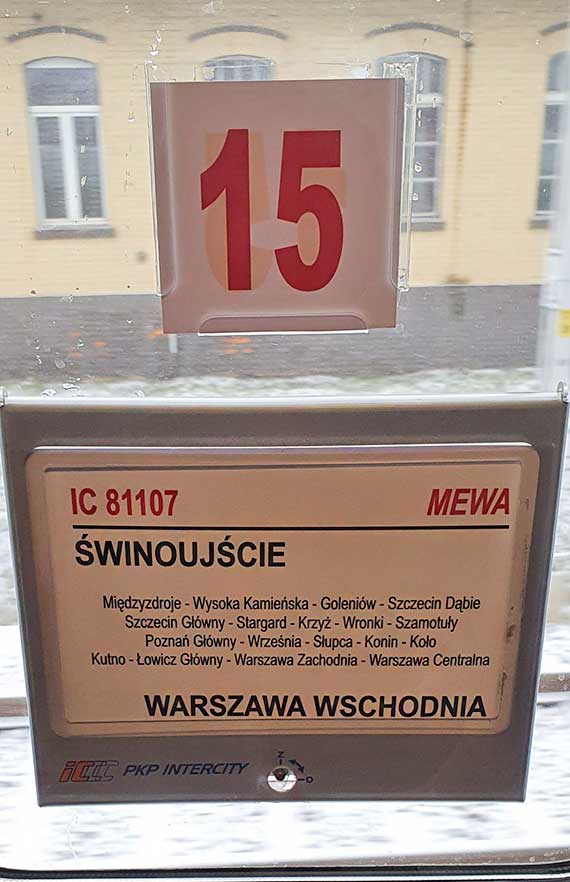 15
IC 81107 MEWA
ŚWINOUJŚCIE
Międzyzdroje - Wysoka Kamieńska - Goleniów - Szczecin Dąbie
Szczecin Główny - Stargard - Krzyż - Wronki - Szamotuły
Poznań Główny - Września - Słupca - Konin - Koło
Kutno - Łowicz Główny - Warszawa Zachodnia - Warszawa Centralna
WARSZAWA WSCHODNIA
IC PKP INTERCITY
Z
O